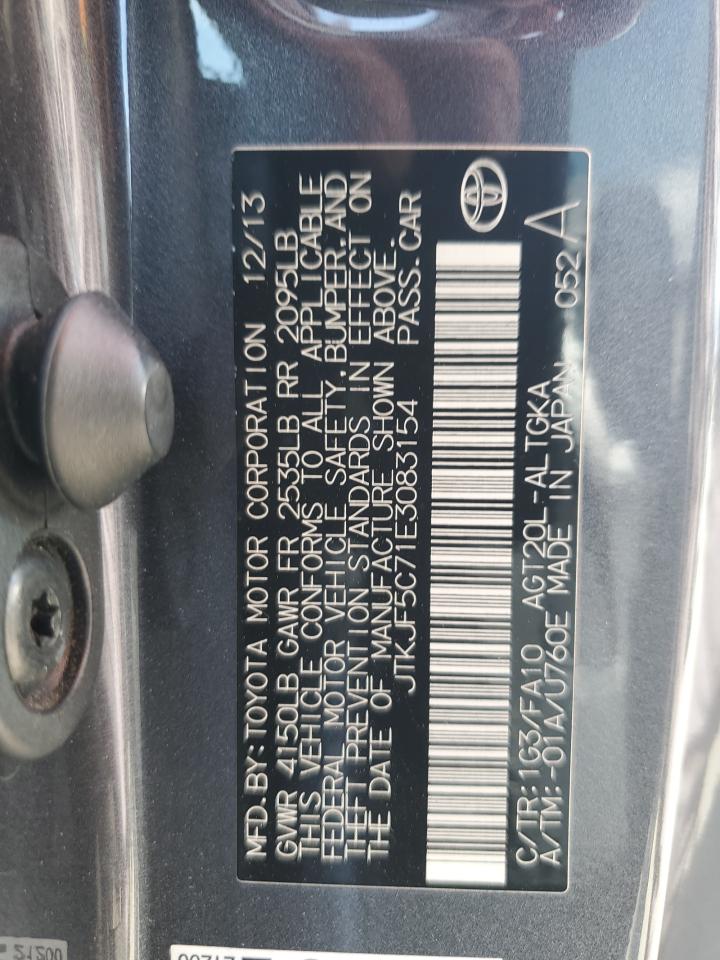 MFD.BY:TOYOTA MOTOR CORPORATION 12/13
GVWR 4150LB GAWR FR 2535LB RR 2095LB
THIS VEHICLE CONFORMS TO ALL APPLICABLE
FEDERAL MOTOR VEHICLE SAFETY,BUMPER,AND
THEFT PREVENTION STANDARDS IN EFFECT ON
THE DATE OF MANUFACTURE SHOWN ABOVE.
JTKJF5C71E3083154 PASS.CAR
C/TR:1G3/FA10 AGT20L-ALTGKA
A/TM:-01A/U760E MADE IN JAPAN 052 A
21200